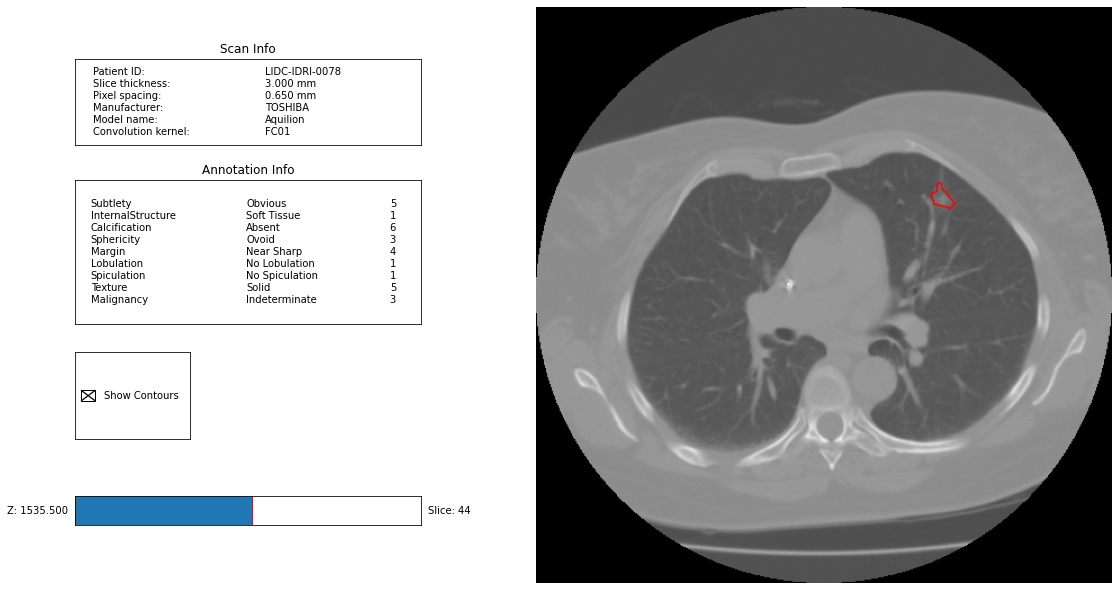 Scan Info
Patient ID: LIDC-IDRI-0078
Slice thickness: 3.000 mm
Pixel spacing: 0.650 mm
Manufacturer: TOSHIBA
Model name: Aquilion
Convolution kernel: FC01
Annotation Info
Subtlety Obvious 5
InternalStructure Soft Tissue 1
Calcification Absent 6
Sphericity Ovoid 3
Margin Near Sharp 4
Lobulation No Lobulation 1
Spiculation No Spiculation 1
Texture Solid 5
Malignancy Indeterminate 3
Show Contours
Z: 1535.500 Slice: 44